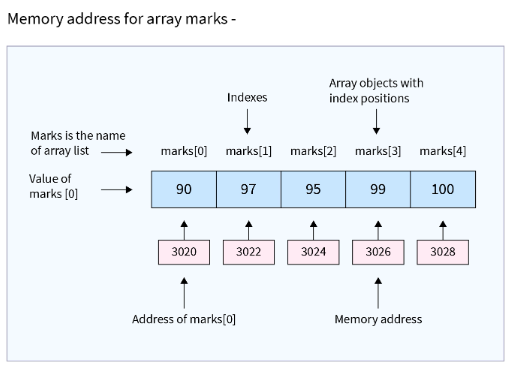 Memory address for array marks -
Indexes
Array objects with
index positions
Marks is the name
of array list
marks[0] marks[1] marks[2] marks[3] marks[4]
Value of
marks [0]
90 97 95 99 100
3020 3022 3024 3026 3028
Address of marks[0] Memory address